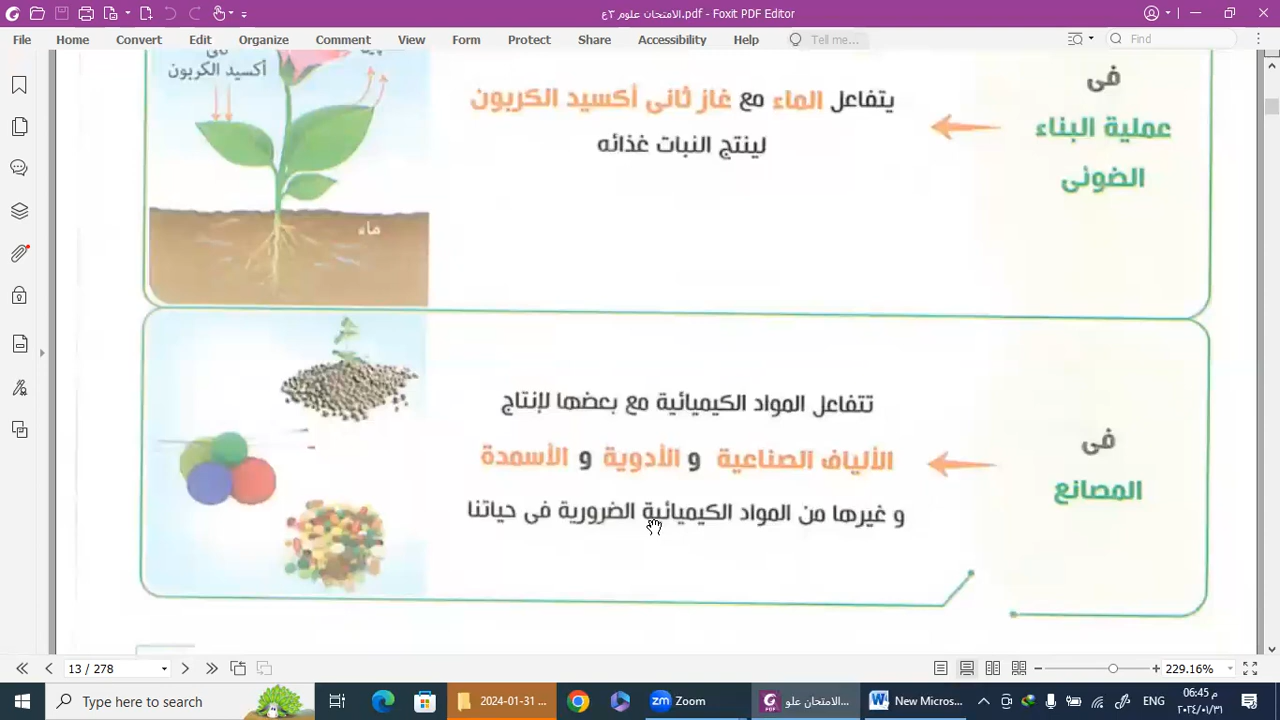 الامتحان علوم ٣ع.pdf - Foxit PDF Editor
File Home Convert Edit Organize Comment View Form Protect Share Accessibility Help Tell me... Find
ثانى
أكسيد الكربون
فى
عملية البناء
الضوئى
يتفاعل الماء مع غاز ثانى أكسيد الكربون
لينتج النبات غذائه
ماء
فى
المصانع
تتفاعل المواد الكيميائية مع بعضها لإنتاج
الألياف الصناعية و الأدوية و الأسمدة
و غيرها من المواد الكيميائية الضرورية فى حياتنا
13 / 278
229.16%
Type here to search
2024-01-31 ...
Zoom
الامتحان علو...
New Micros...
ENG
م 06:45
٢٠٢٤/٠١/٣١